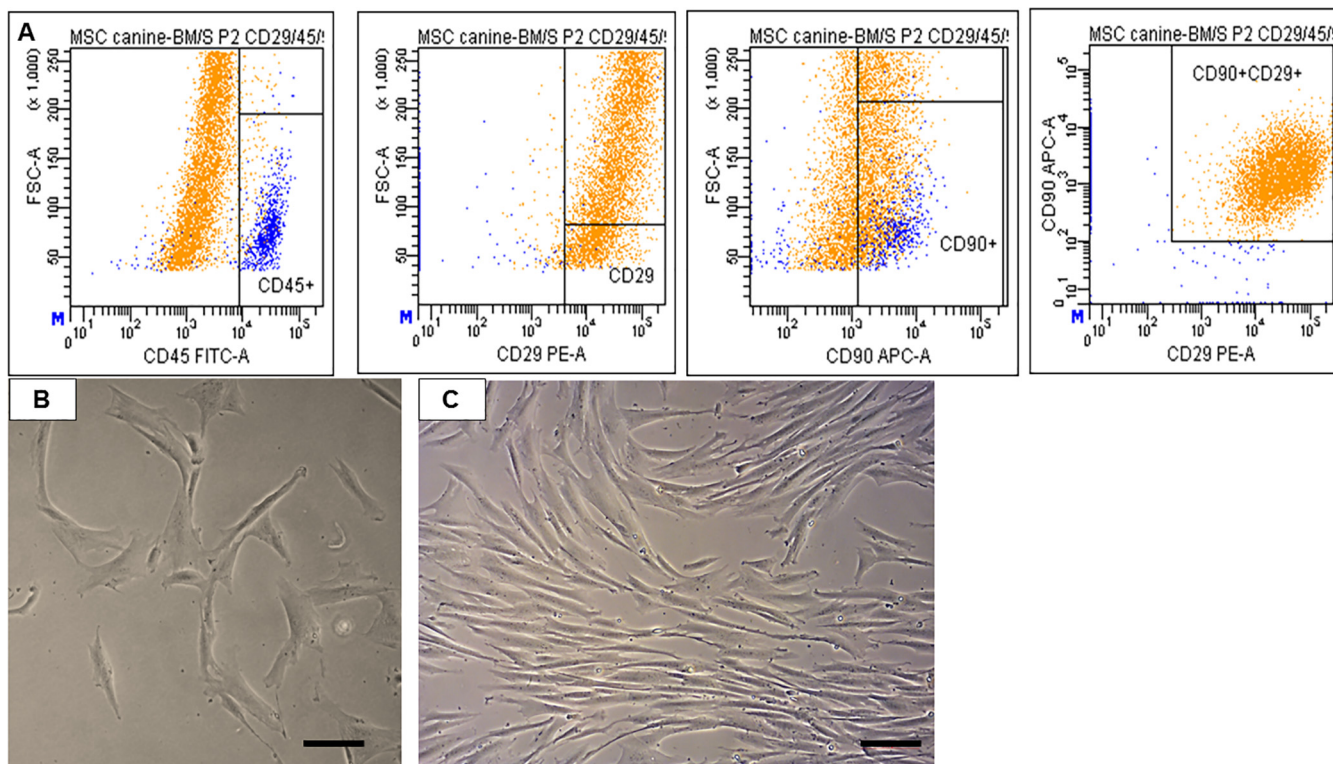 A
MSC canine-BM/S P2 CD29/45/9
(x 1,000)
FSC-A
250
200
150
100
50
CD45+
M
0 10^1 10^2 10^3 10^4 10^5
CD45 FITC-A
MSC canine-BM/S P2 CD29/45/9
(x 1,000)
FSC-A
250
200
150
100
50
CD29
M
0 10^1 10^2 10^3 10^4 10^5
CD29 PE-A
MSC canine-BM/S P2 CD29/45/9
(x 1,000)
FSC-A
250
200
150
100
50
CD90+
10^2 10^3 10^4 10^5
CD90 APC-A
MSC canine-BM/S P2 CD29/45/9
CD90+CD29+
CD90 APC-A
10^5
10^4
10^3
10^2
0 10^1
M
0 10^1 10^2 10^3 10^4 10^5
CD29 PE-A
B
C